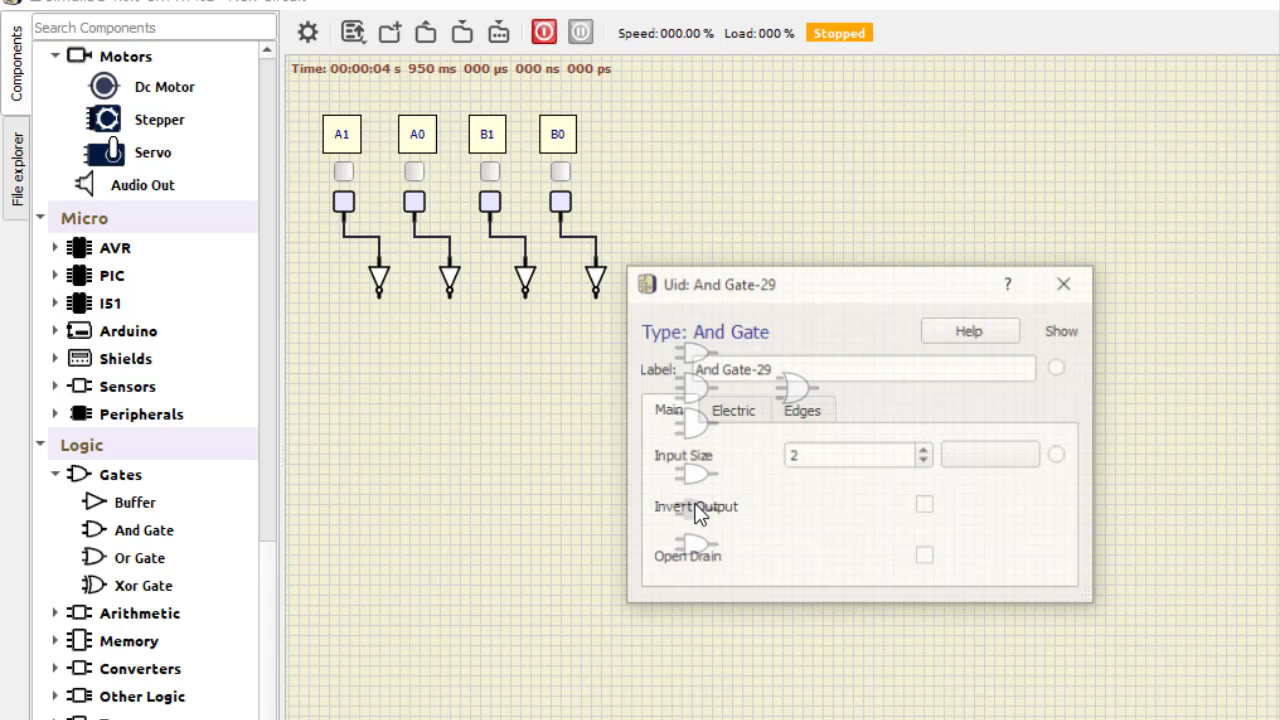 Search Components
Speed:000.00 %
Load:000 %
Stopped
Components
File explorer
Time: 00:00:04 s 950 ms 000 µs 000 ns 000 ps
Motors
Dc Motor
Stepper
Servo
Audio Out
Micro
AVR
PIC
I51
Arduino
Shields
Sensors
Peripherals
Logic
Gates
Buffer
And Gate
Or Gate
Xor Gate
Arithmetic
Memory
Converters
Other Logic
A1
A0
B1
B0
Uid: And Gate-29
?
Type: And Gate
Help
Show
Label:
And Gate-29
Main
Electric
Edges
Input Size
2
Invert Output
Open Drain